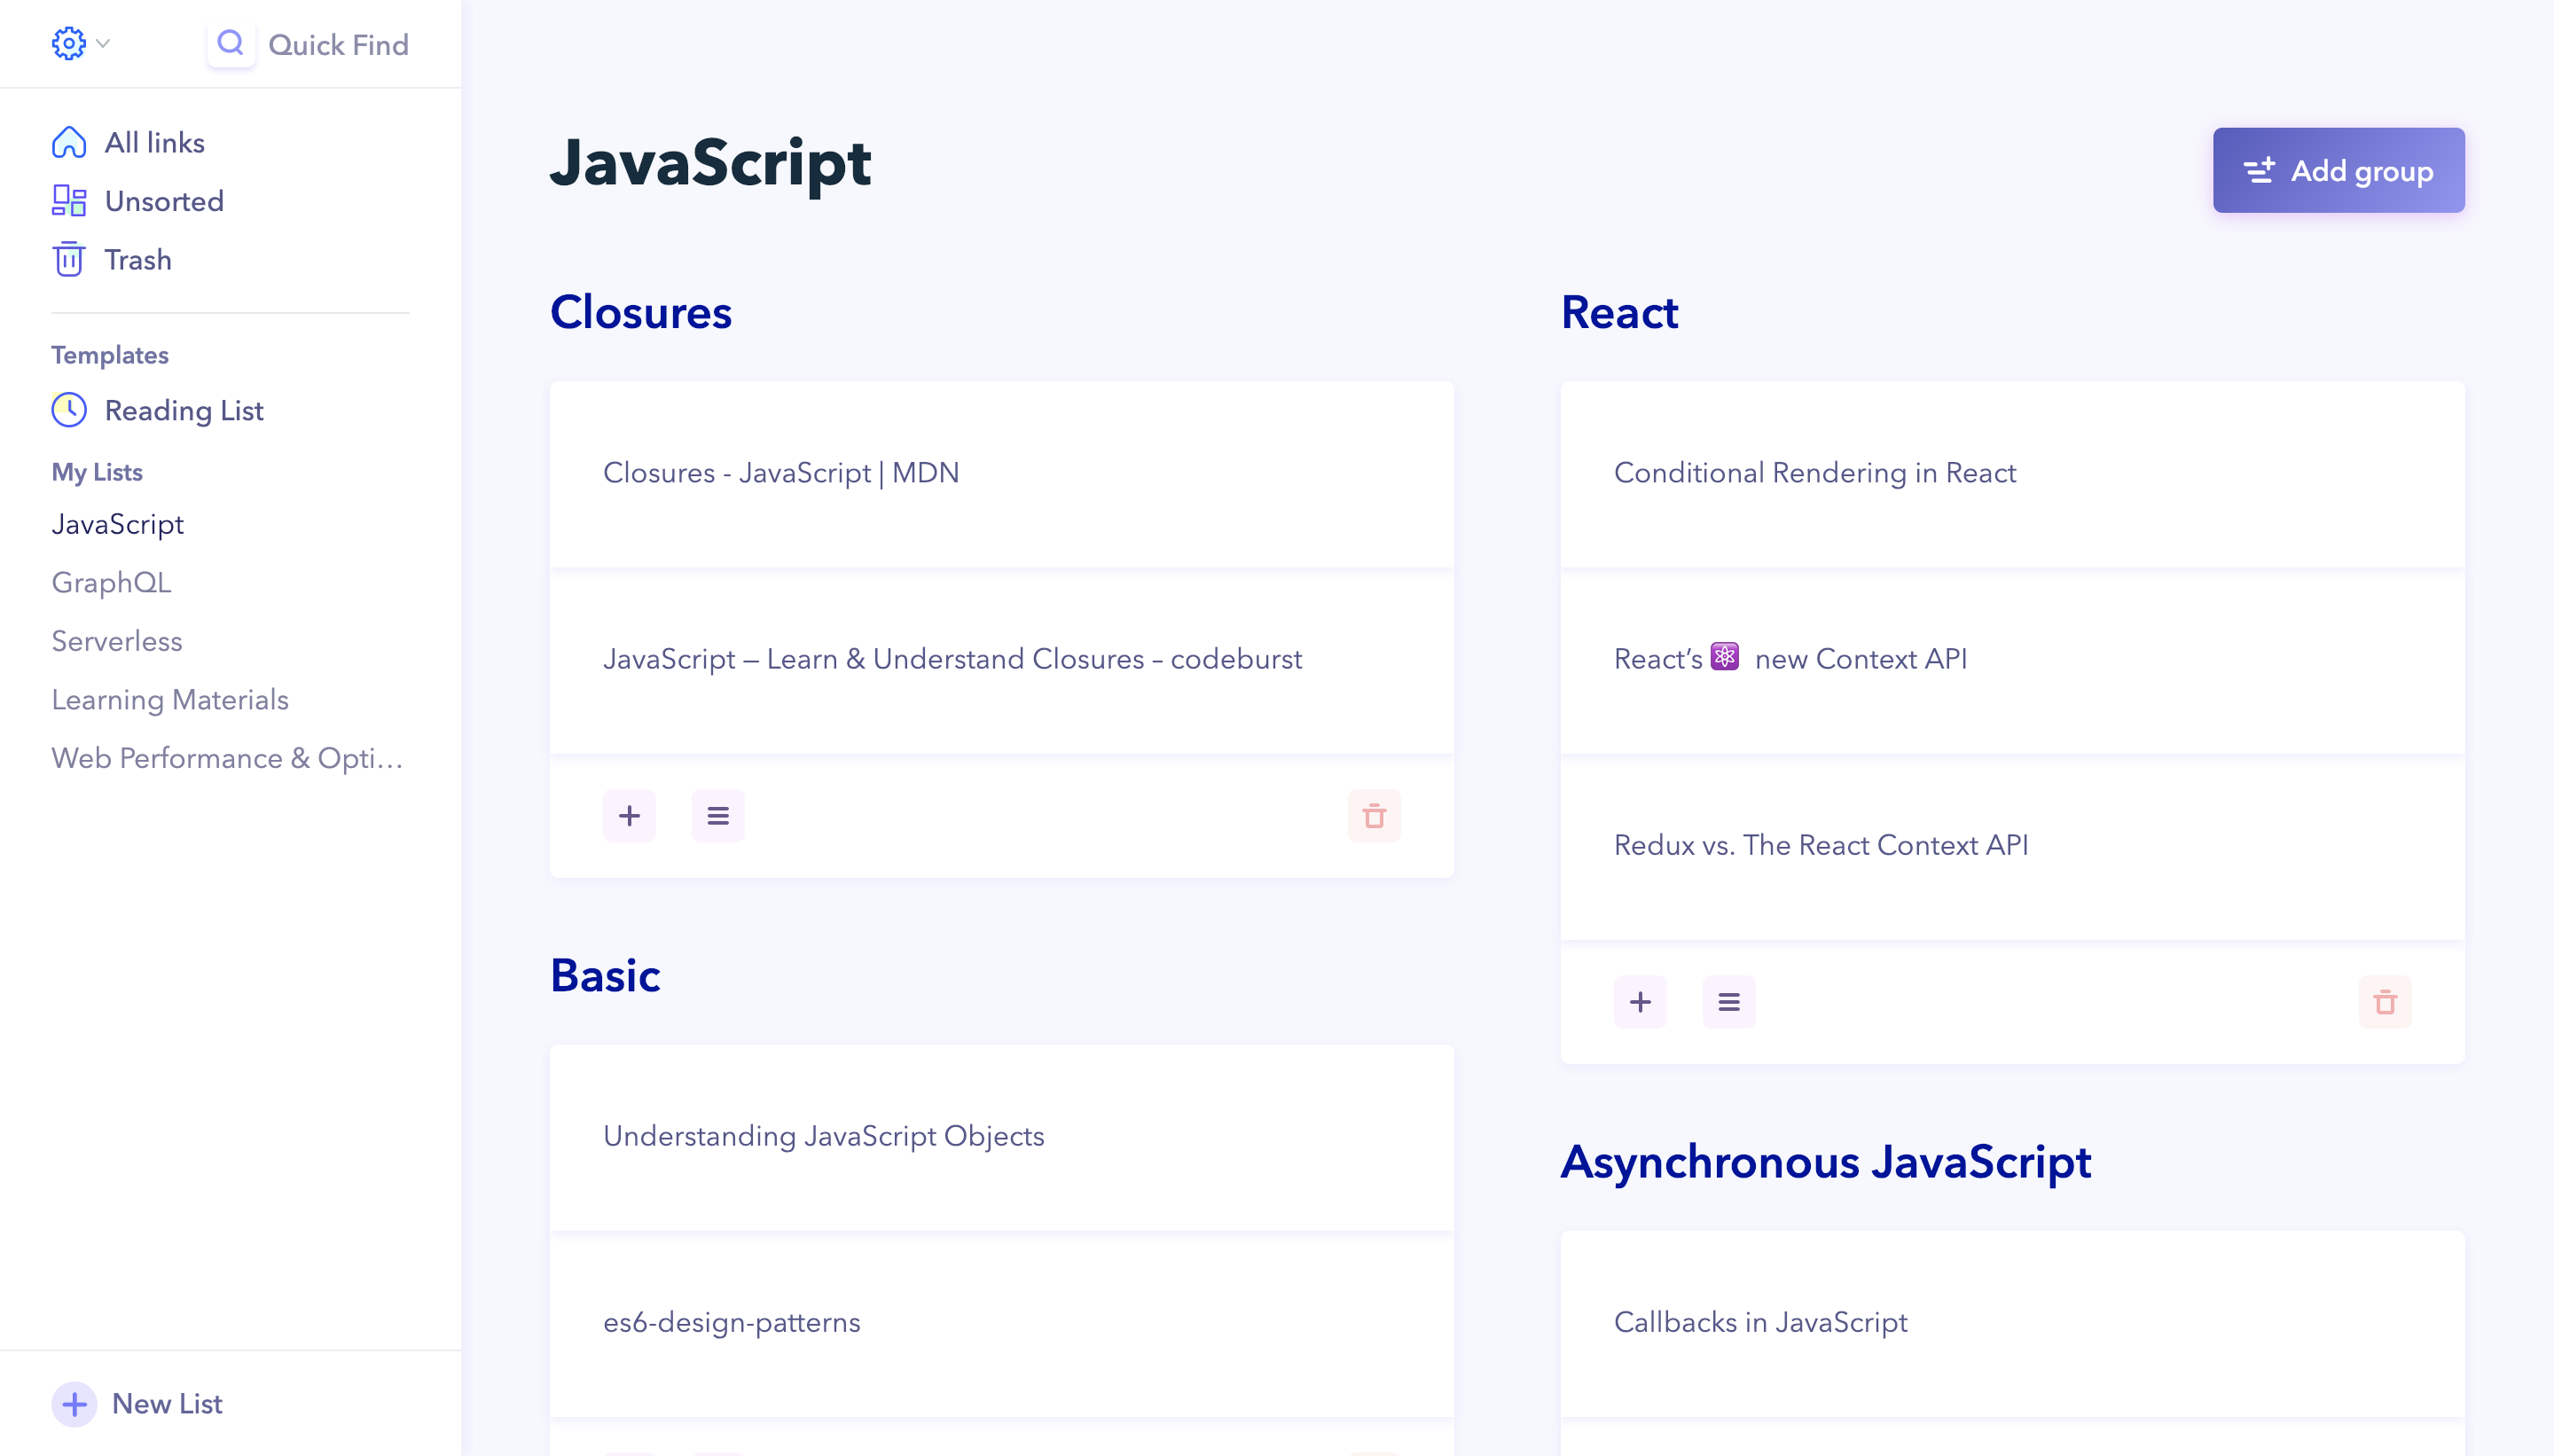 Quick Find
All links
Unsorted
Trash
Templates
Reading List
My Lists
JavaScript
GraphQL
Serverless
Learning Materials
Web Performance & Opti…
New List
JavaScript
Add group
Closures
Closures - JavaScript | MDN
JavaScript — Learn & Understand Closures – codeburst
Basic
Understanding JavaScript Objects
es6-design-patterns
React
Conditional Rendering in React
React’s ⚛️ new Context API
Redux vs. The React Context API
Asynchronous JavaScript
Callbacks in JavaScript